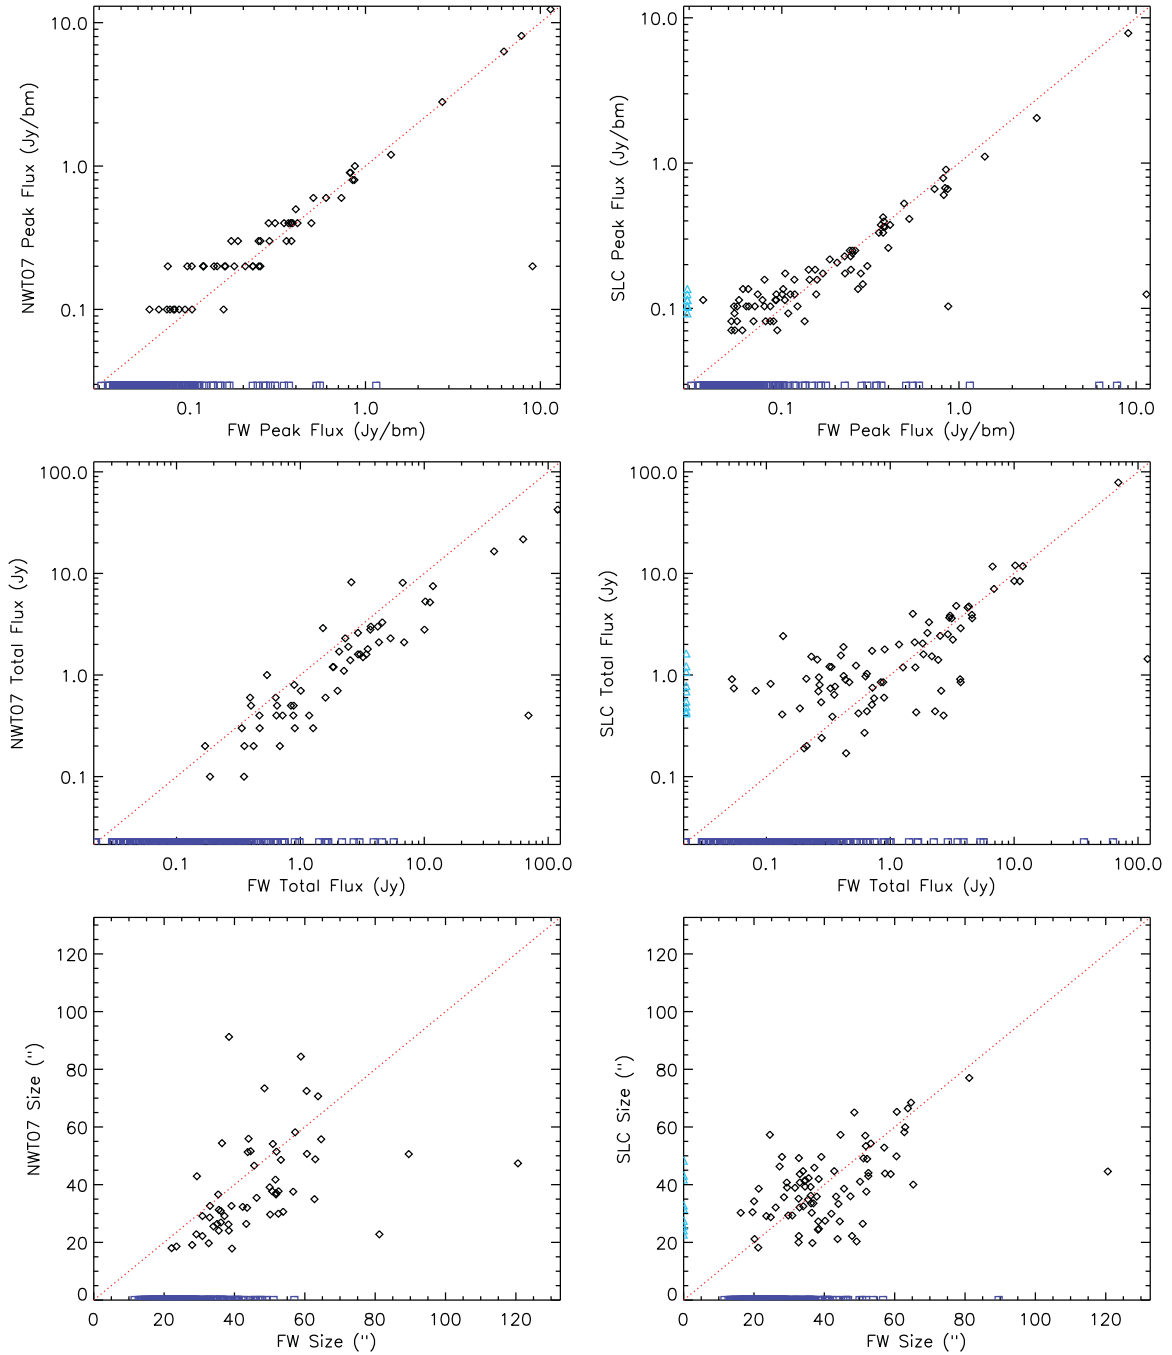 10.0
1.0
0.1
NWT07 Peak Flux (Jy/bm)
0.1 1.0 10.0
FW Peak Flux (Jy/bm)
10.0
1.0
0.1
SLC Peak Flux (Jy/bm)
0.1 1.0 10.0
FW Peak Flux (Jy/bm)
100.0
10.0
1.0
0.1
NWT07 Total Flux (Jy)
0.1 1.0 10.0 100.0
FW Total Flux (Jy)
100.0
10.0
1.0
0.1
SLC Total Flux (Jy)
0.1 1.0 10.0 100.0
FW Total Flux (Jy)
120
100
80
60
40
20
0
NWT07 Size (")
0 20 40 60 80 100 120
FW Size (")
120
100
80
60
40
20
0
SLC Size (")
0 20 40 60 80 100 120
FW Size (")